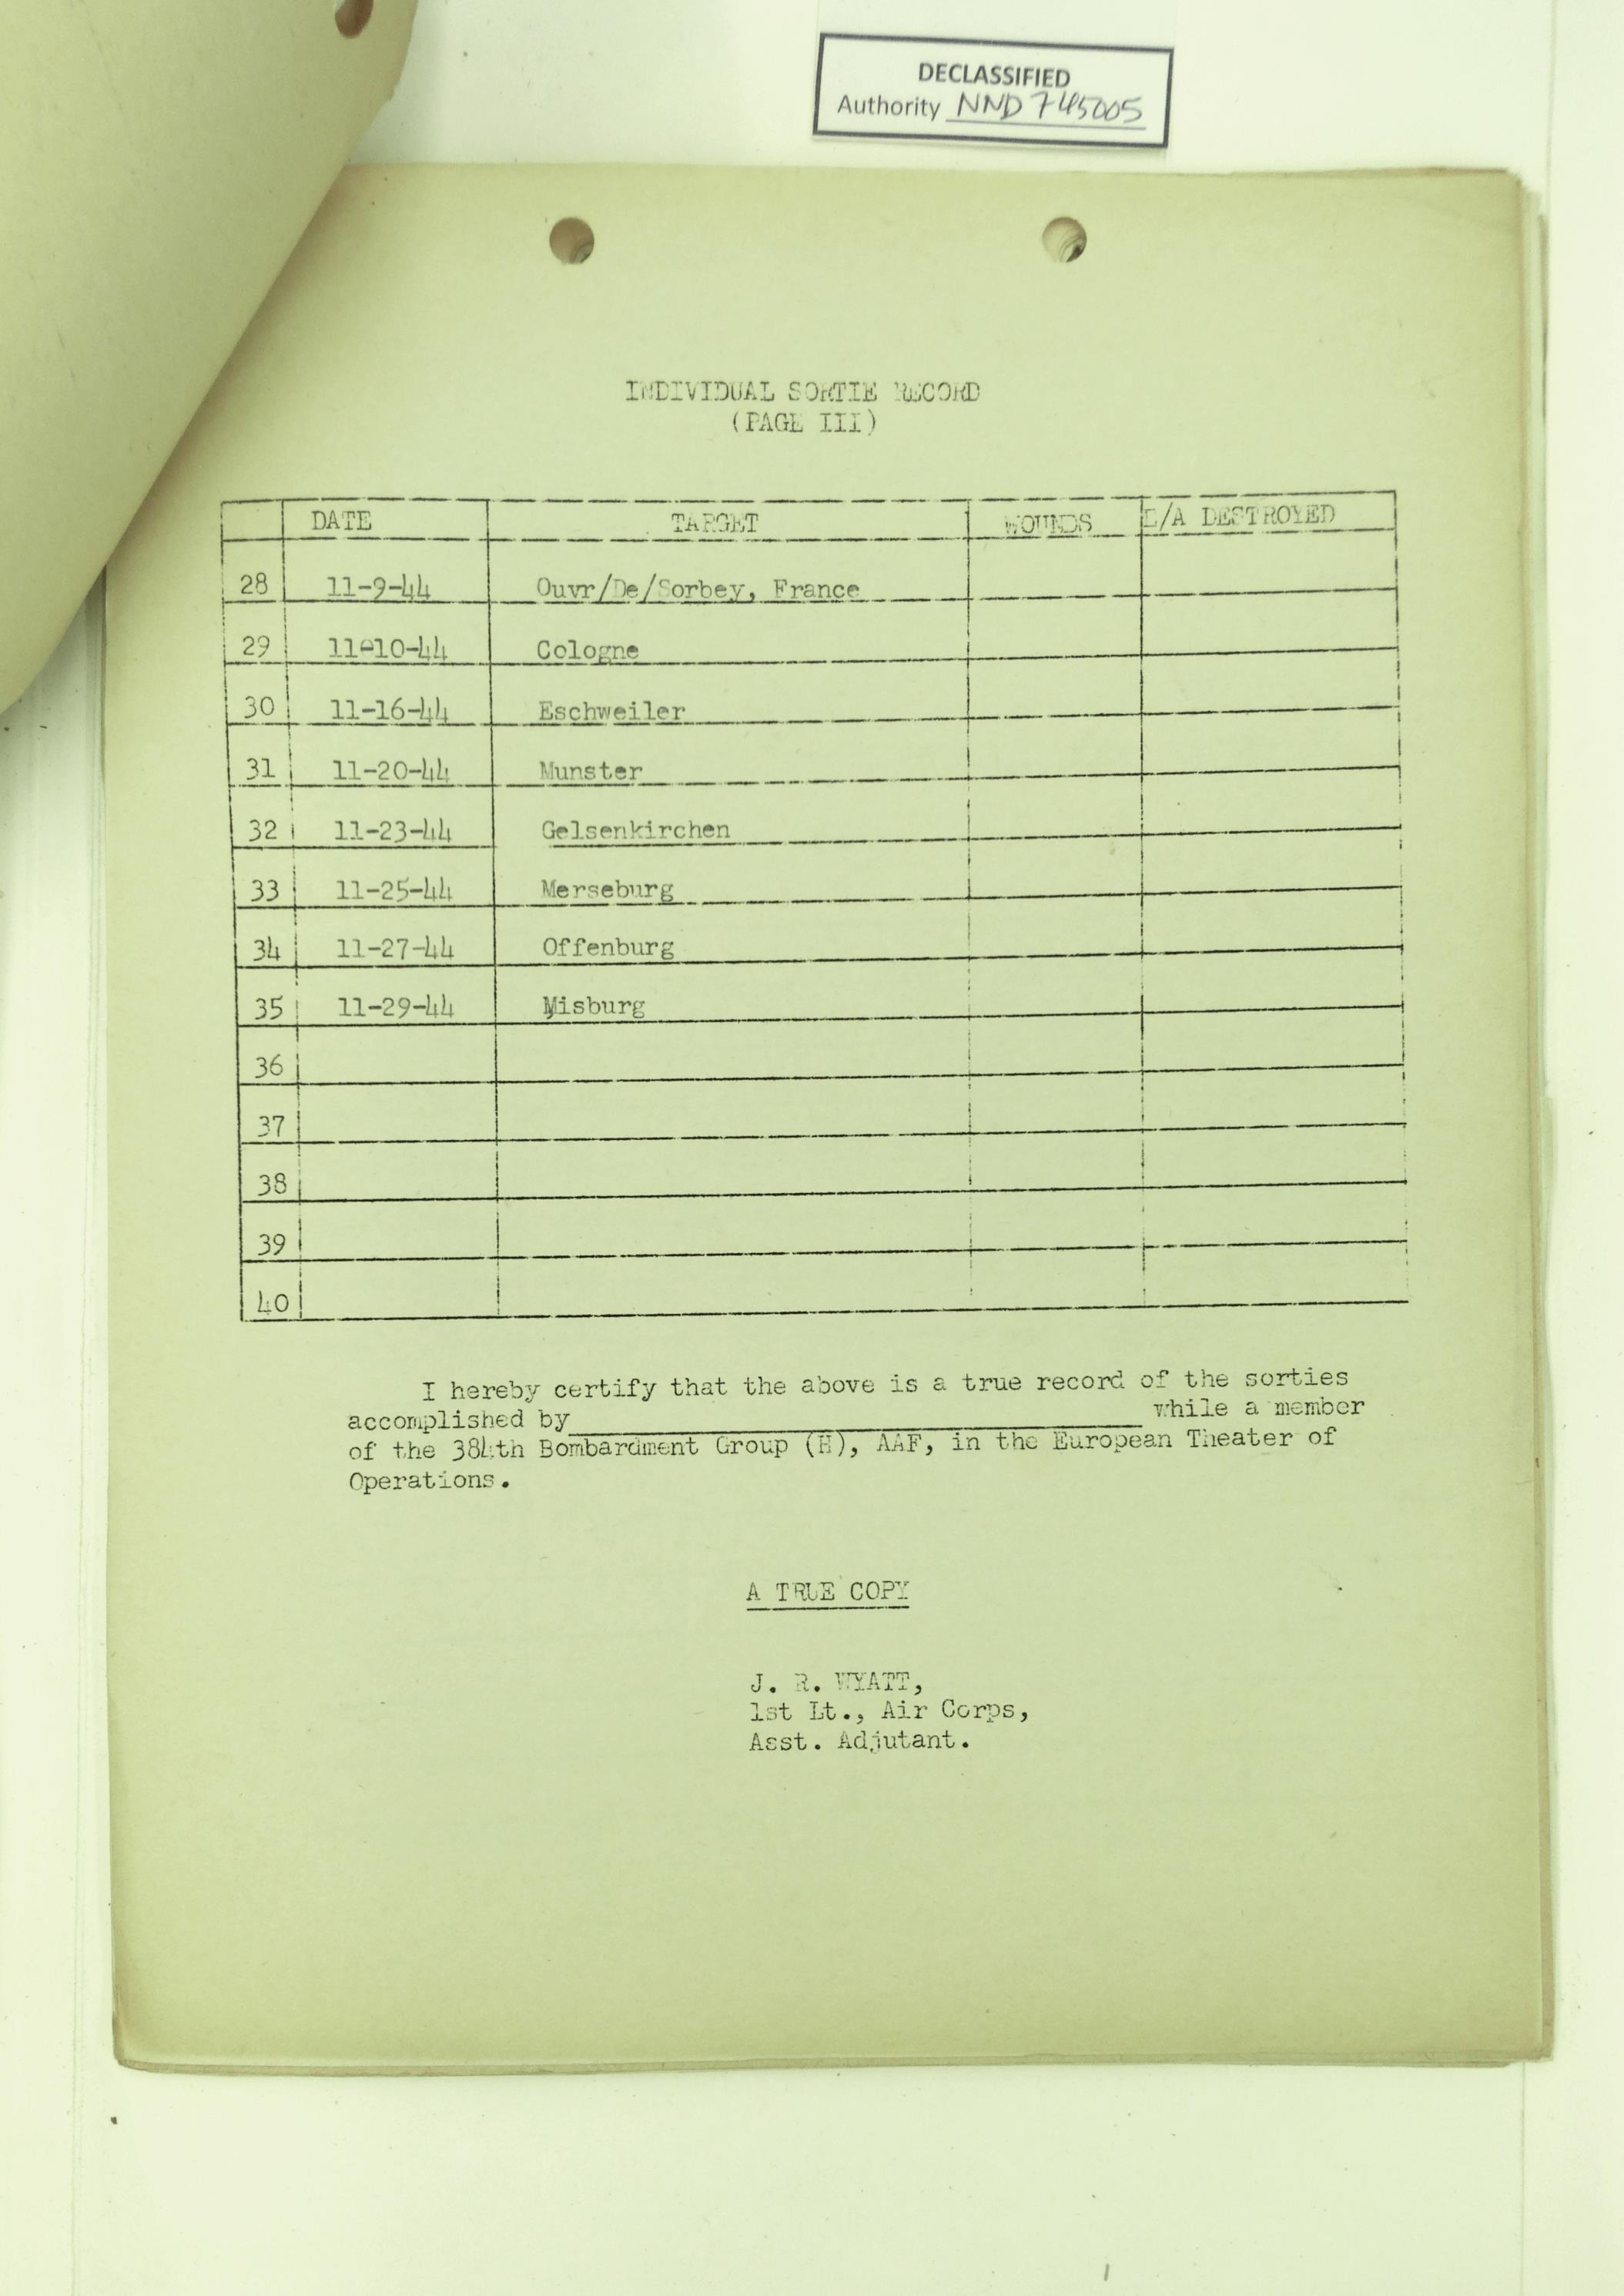 DECLASSIFIED
Authority NND 745005
INDIVIDUAL SORTIE RECORD
(PAGE III)
DATE TARGET WOUNDS E/A DESTROYED
28 11-9-44 Ouvr/De/Sorbey, France
29 11-10-44 Cologne
30 11-16-44 Eschweiler
31 11-20-44 Munster
32 11-23-44 Gelsenkirchen
33 11-25-44 Merseburg
34 11-27-44 Offenburg
35 11-29-44 Misburg
36
37
38
39
40
I hereby certify that the above is a true record of the sorties
accomplished by while a member
of the 384th Bombardment Group (H), AAF, in the European Theater of
Operations.
A TRUE COPY
J. R. WYATT,
1st Lt., Air Corps,
Asst. Adjutant.